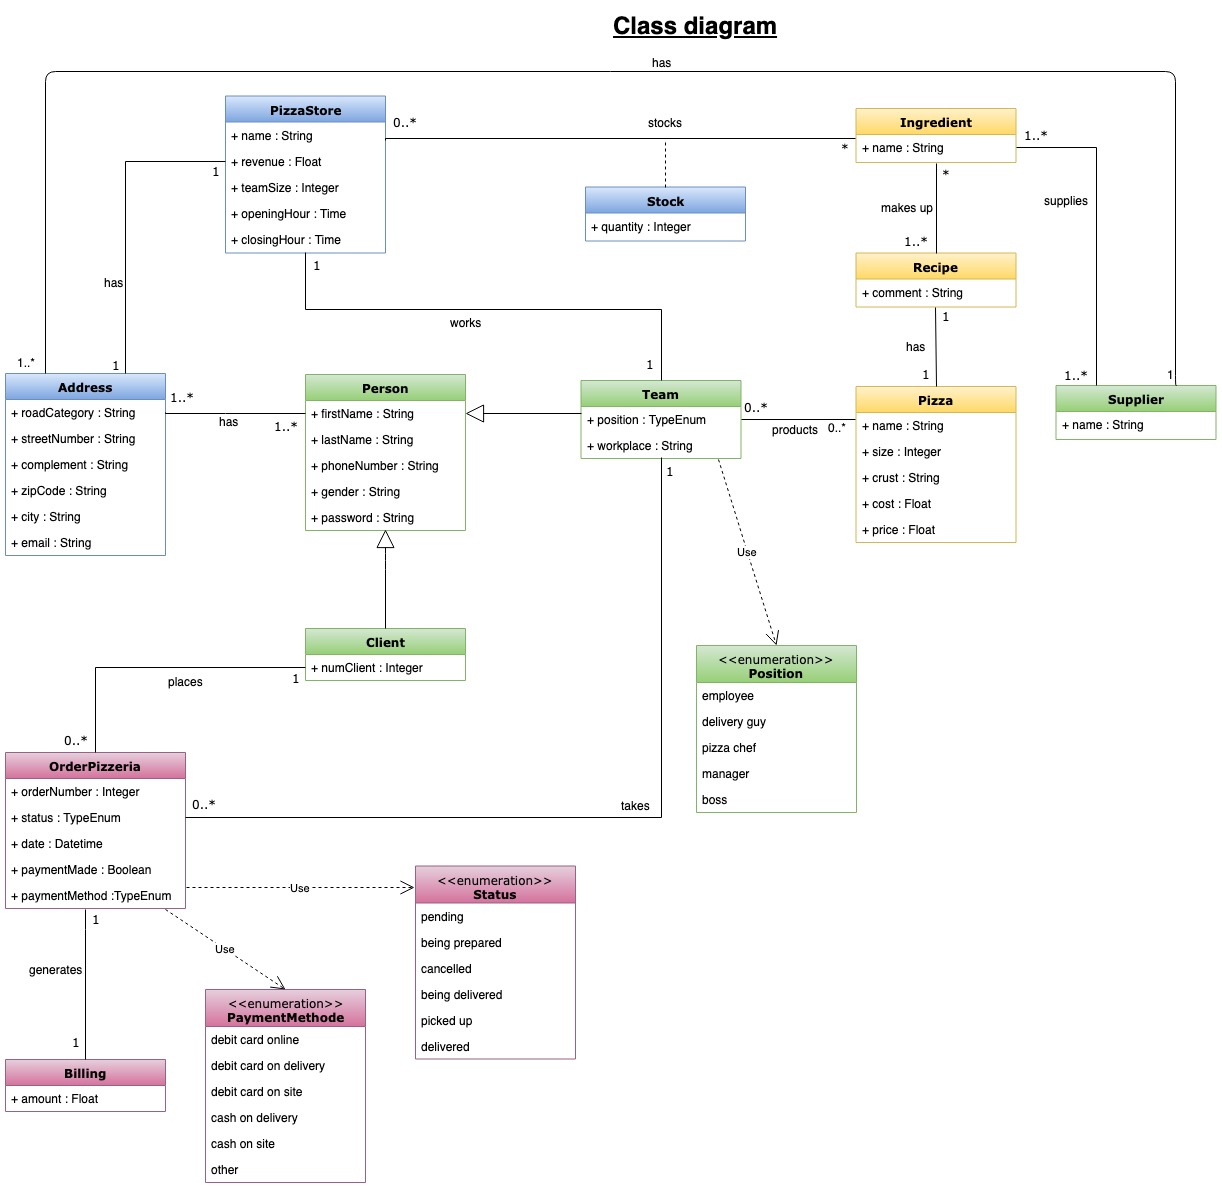 Class diagram
has
PizzaStore
+ name : String
+ revenue : Float
+ teamSize : Integer
+ openingHour : Time
+ closingHour : Time
0..*
stocks
*
1
1
Ingredient
+ name : String
1..*
*
makes up
1..*
supplies
Stock
+ quantity : Integer
Recipe
+ comment : String
1
has
1
has
works
1
1..*
1
1..*
1
Address
+ roadCategory : String
+ streetNumber : String
+ complement : String
+ zipCode : String
+ city : String
+ email : String
1..*
has
1..*
Person
+ firstName : String
+ lastName : String
+ phoneNumber : String
+ gender : String
+ password : String
Team
+ position : TypeEnum
+ workplace : String
0..*
products
0..*
1
Pizza
+ name : String
+ size : Integer
+ crust : String
+ cost : Float
+ price : Float
Supplier
+ name : String
Use
Client
+ numClient : Integer
places
1
0..*
<<enumeration>>
Position
employee
delivery guy
pizza chef
manager
boss
OrderPizzeria
+ orderNumber : Integer
+ status : TypeEnum
+ date : Datetime
+ paymentMade : Boolean
+ paymentMethod :TypeEnum
0..*
takes
Use
1
Use
generates
1
<<enumeration>>
Status
pending
being prepared
cancelled
being delivered
picked up
delivered
<<enumeration>>
PaymentMethode
debit card online
debit card on delivery
debit card on site
cash on delivery
cash on site
other
Billing
+ amount : Float